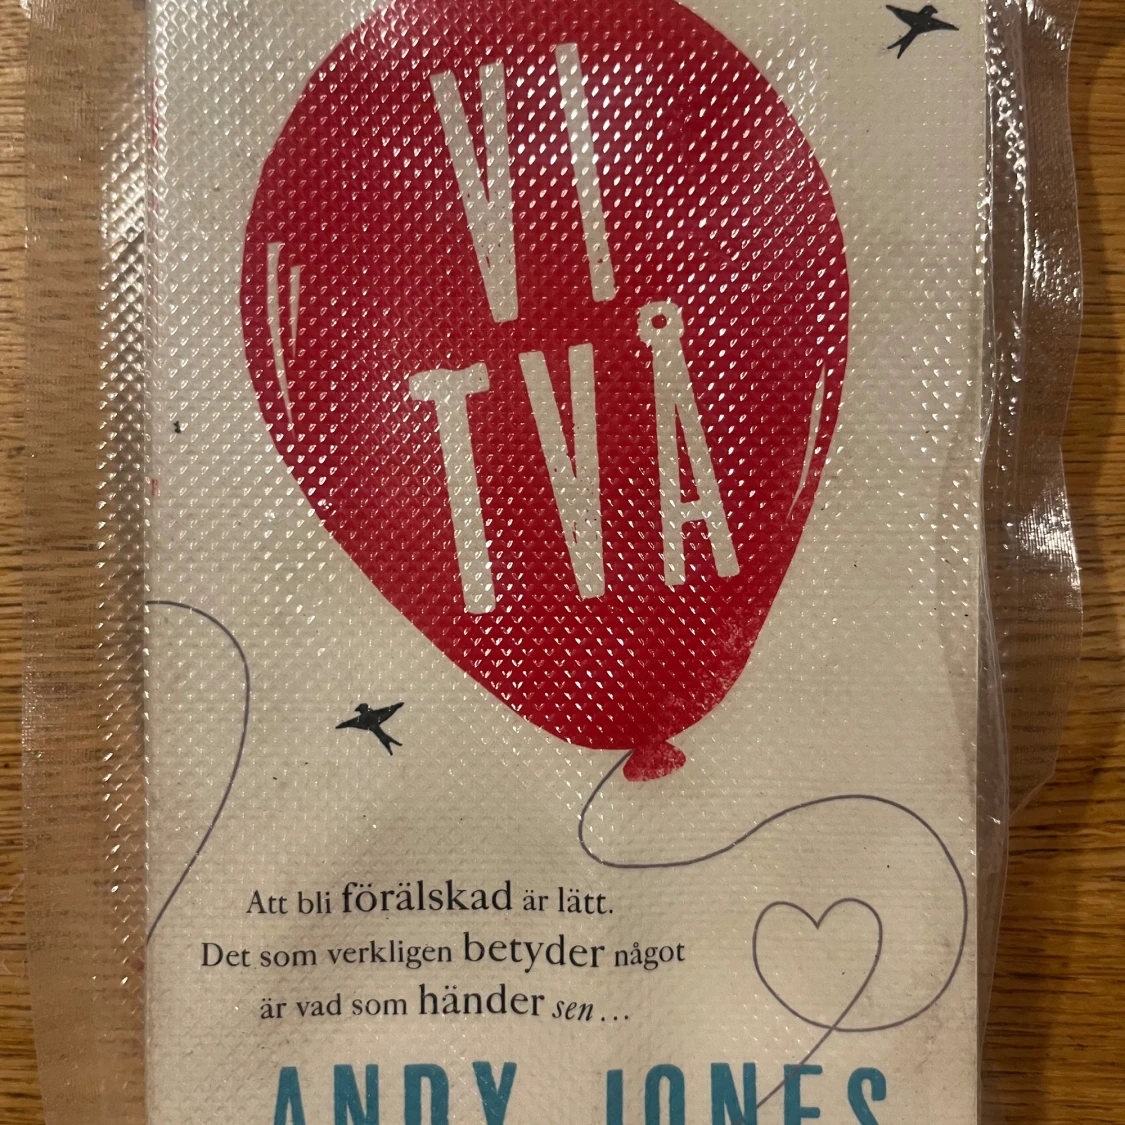 VI
TVÅ
Att bli förälskad är lätt.
Det som verkligen betyder något
är vad som händer sen...
ANDY JONES